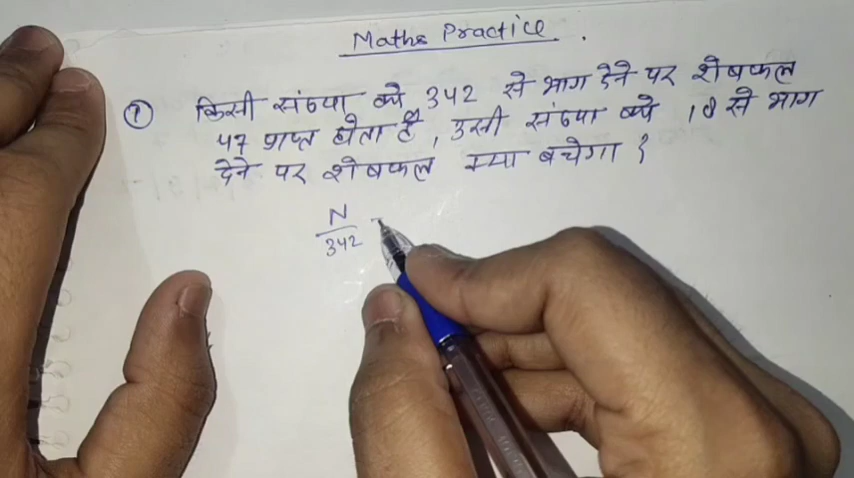 Maths Practice .
① किसी संख्या को 342 से भाग देने पर शेषफल
47 प्राप्त होता है, उसी संख्या को 18 से भाग
देने पर शेषफल क्या बचेगा ?
N
342